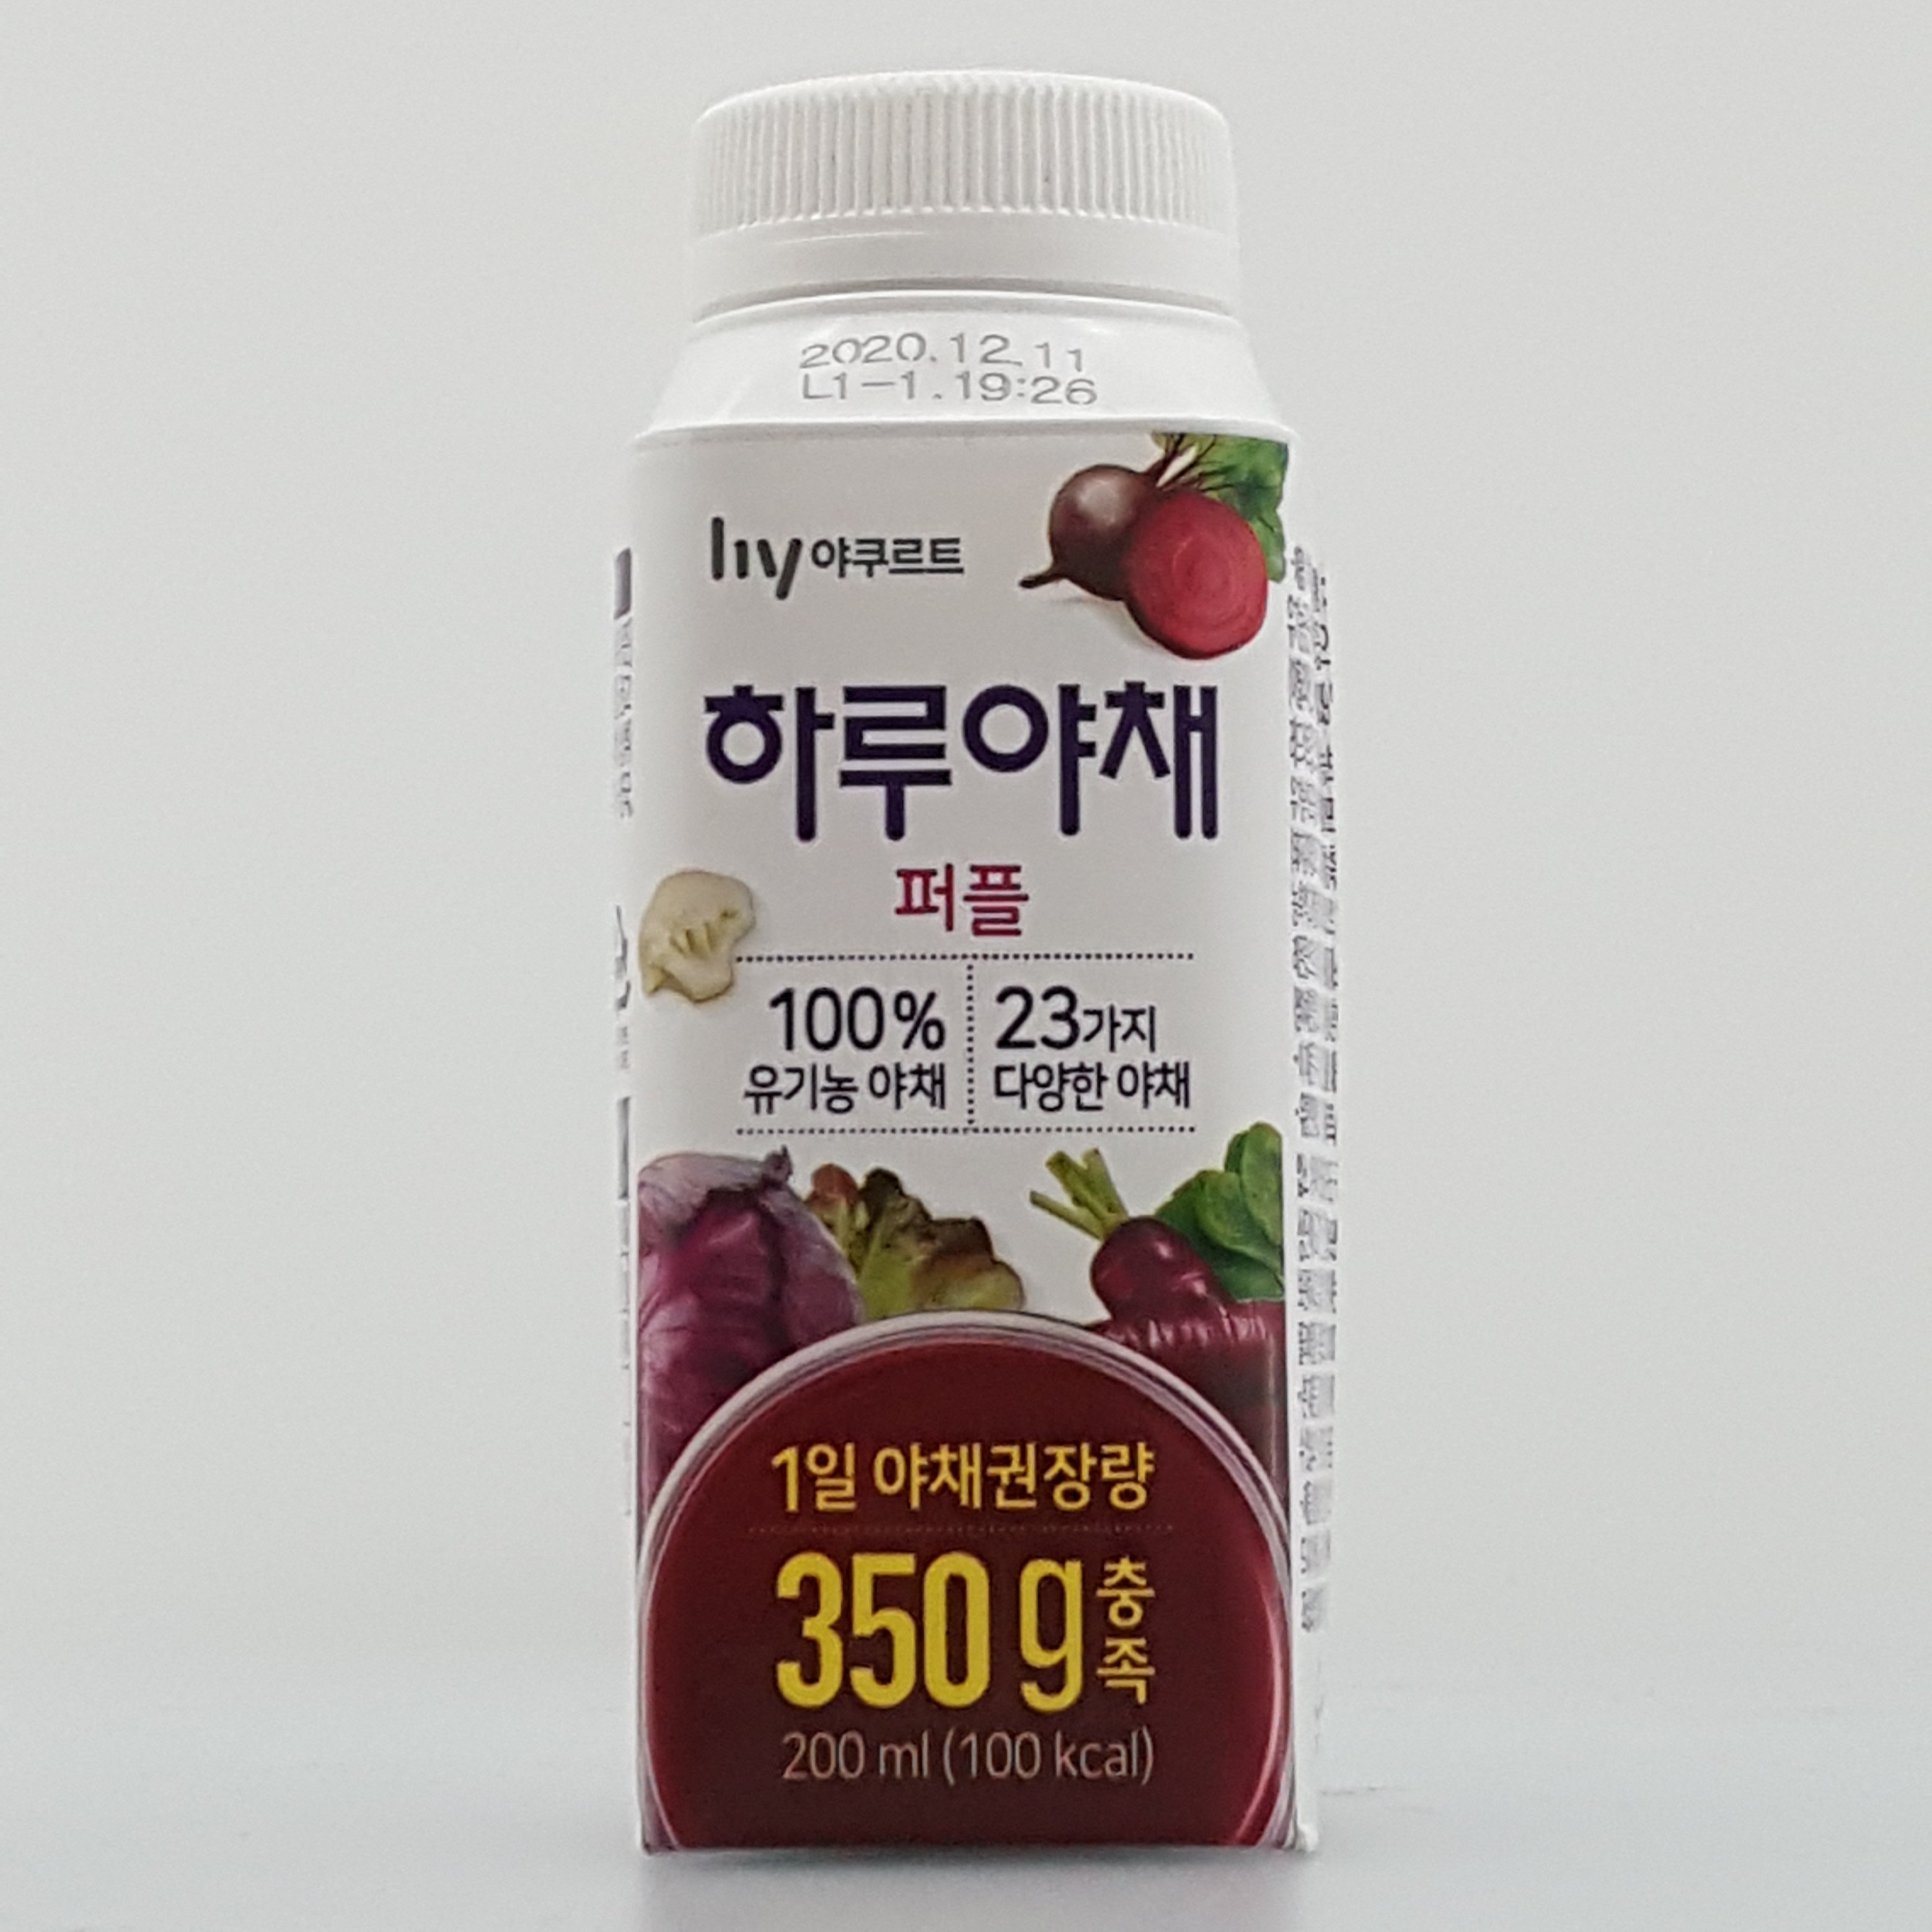 2020.12.11
L1-1.19:26
hy야쿠르트
하루야채
퍼플
100%
유기농 야채
23가지
다양한 야채
1일 야채권장량
350g 충족
200 ml (100 kcal)